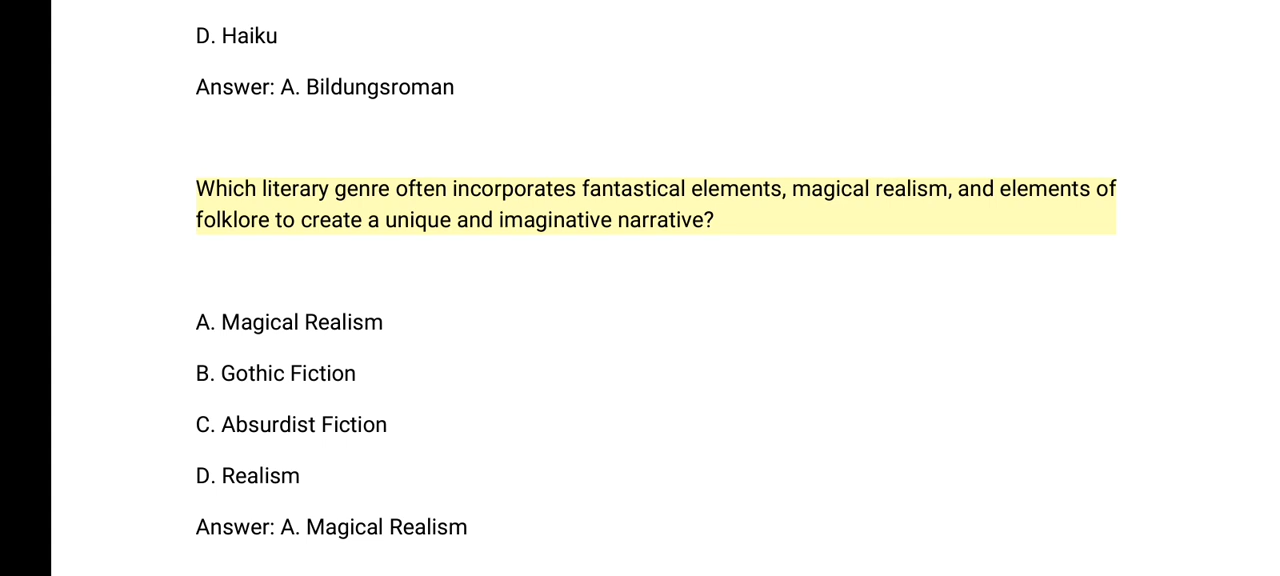 D. Haiku
Answer: A. Bildungsroman
Which literary genre often incorporates fantastical elements, magical realism, and elements of
folklore to create a unique and imaginative narrative?
A. Magical Realism
B. Gothic Fiction
C. Absurdist Fiction
D. Realism
Answer: A. Magical Realism